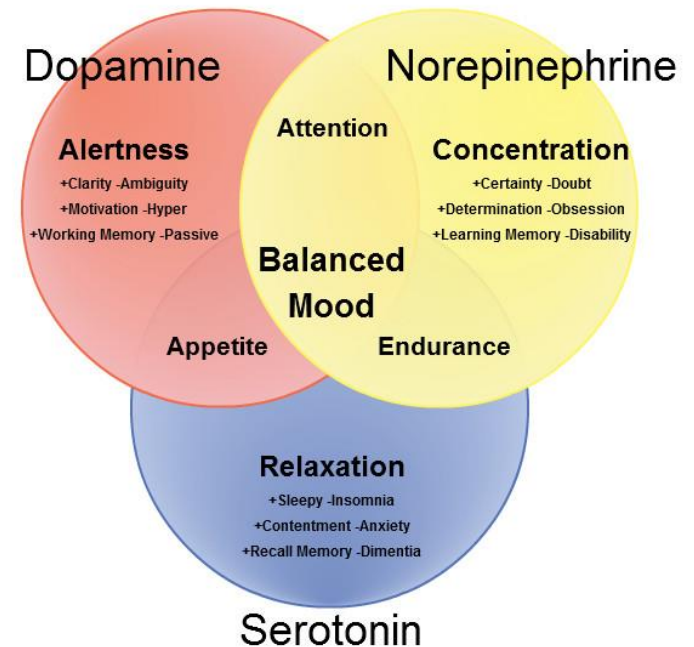 Dopamine
Norepinephrine
Attention
Alertness
+Clarity -Ambiguity
+Motivation -Hyper
+Working Memory -Passive
Concentration
+Certainty -Doubt
+Determination -Obsession
+Learning Memory -Disability
Balanced
Mood
Appetite
Endurance
Relaxation
+Sleepy -Insomnia
+Contentment -Anxiety
+Recall Memory -Dimentia
Serotonin